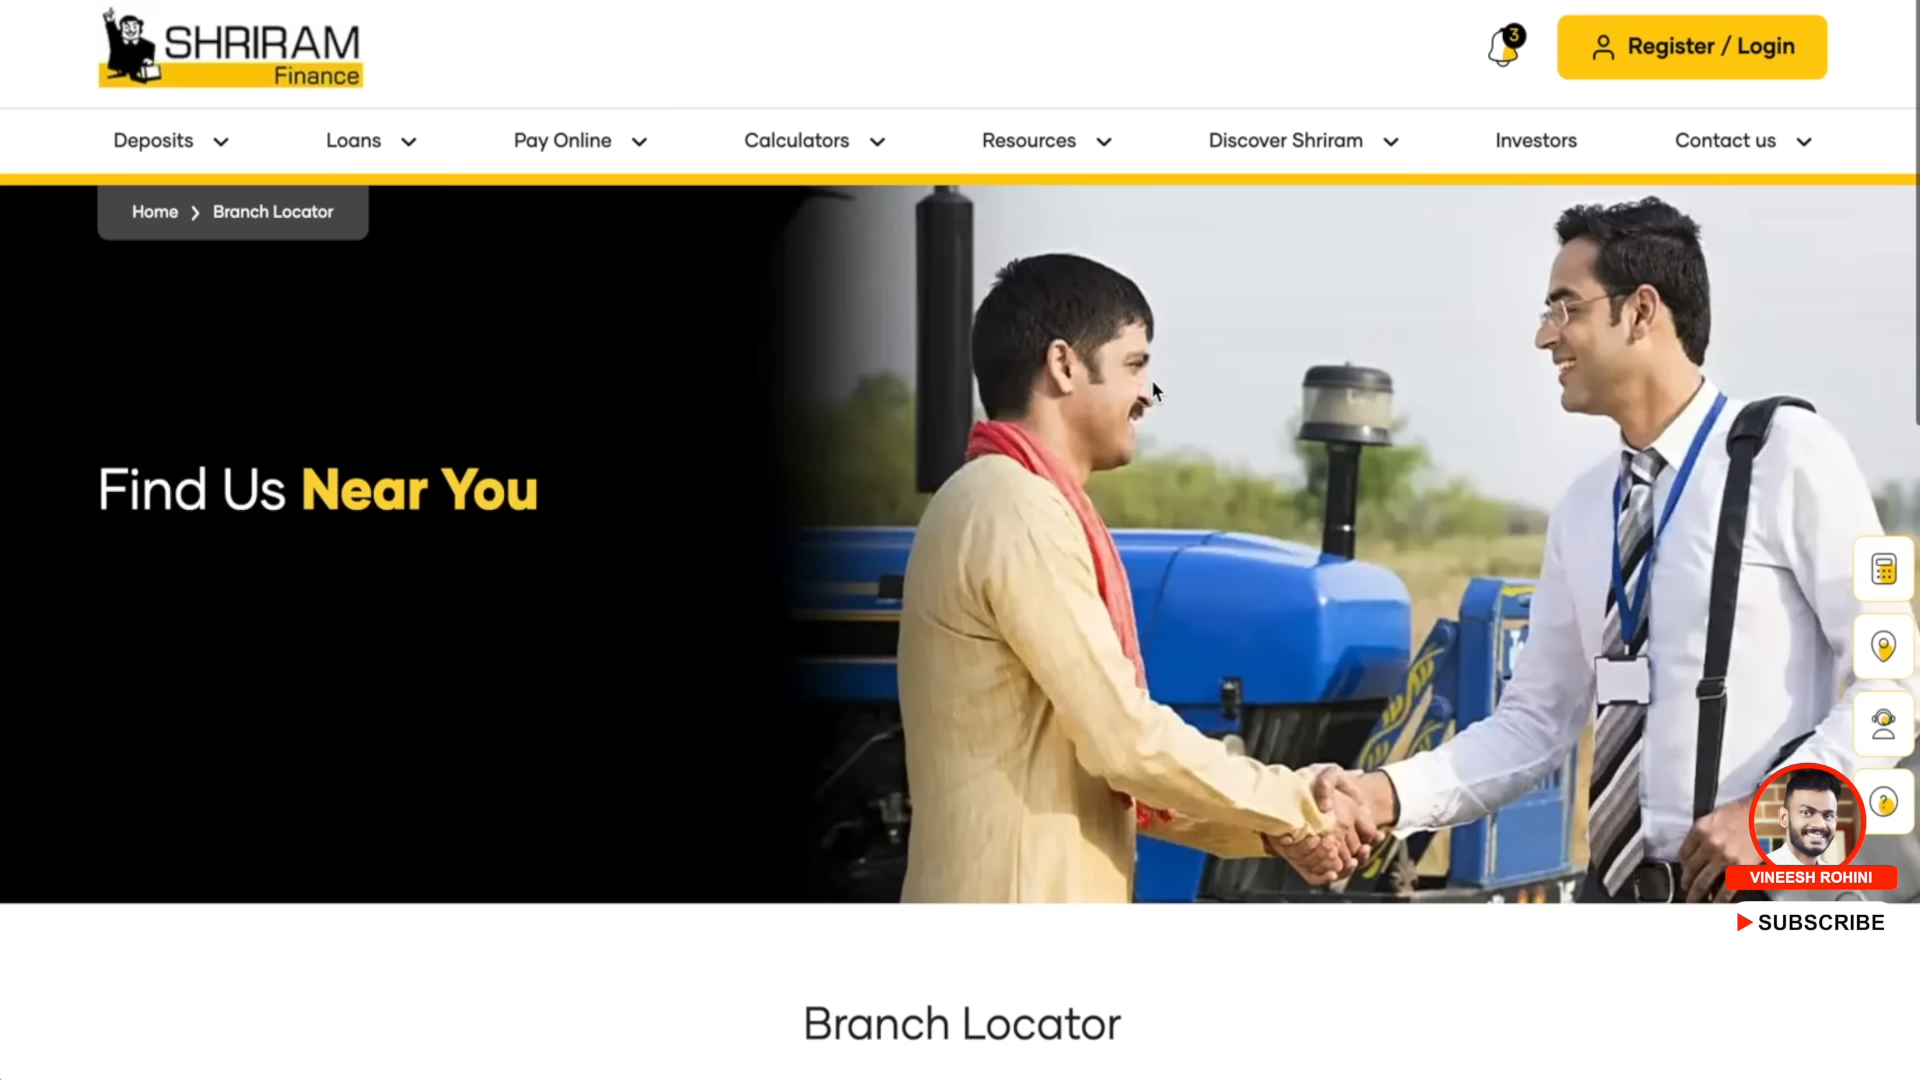 SHRIRAM
Finance
3
Register / Login
Deposits
Loans
Pay Online
Calculators
Resources
Discover Shriram
Investors
Contact us
Home
Branch Locator
Find Us Near You
?
VINEESH ROHINI
SUBSCRIBE
Branch Locator